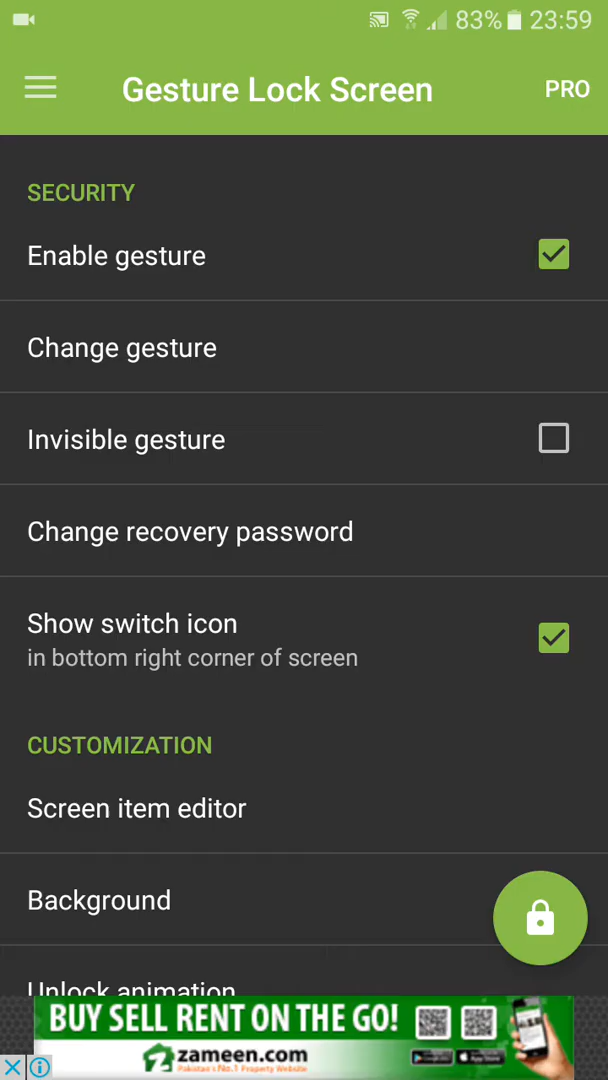 83% 23:59
Gesture Lock Screen
PRO
SECURITY
Enable gesture
Change gesture
Invisible gesture
Change recovery password
Show switch icon
in bottom right corner of screen
CUSTOMIZATION
Screen item editor
Background
Unlock animation
BUY SELL RENT ON THE GO!
zameen.com
Pakistan's No.1 Property Website